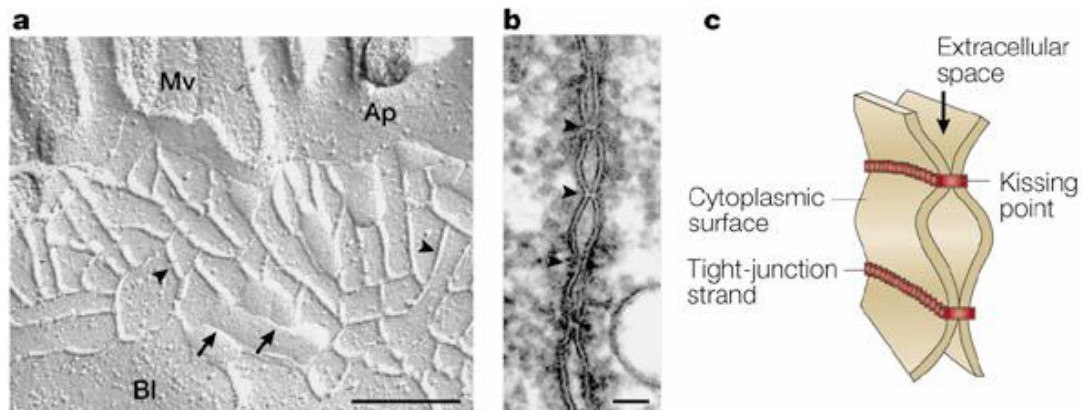 a
Mv
Ap
Bl
b
c
Extracellular
space
Kissing
point
Cytoplasmic
surface
Tight-junction
strand